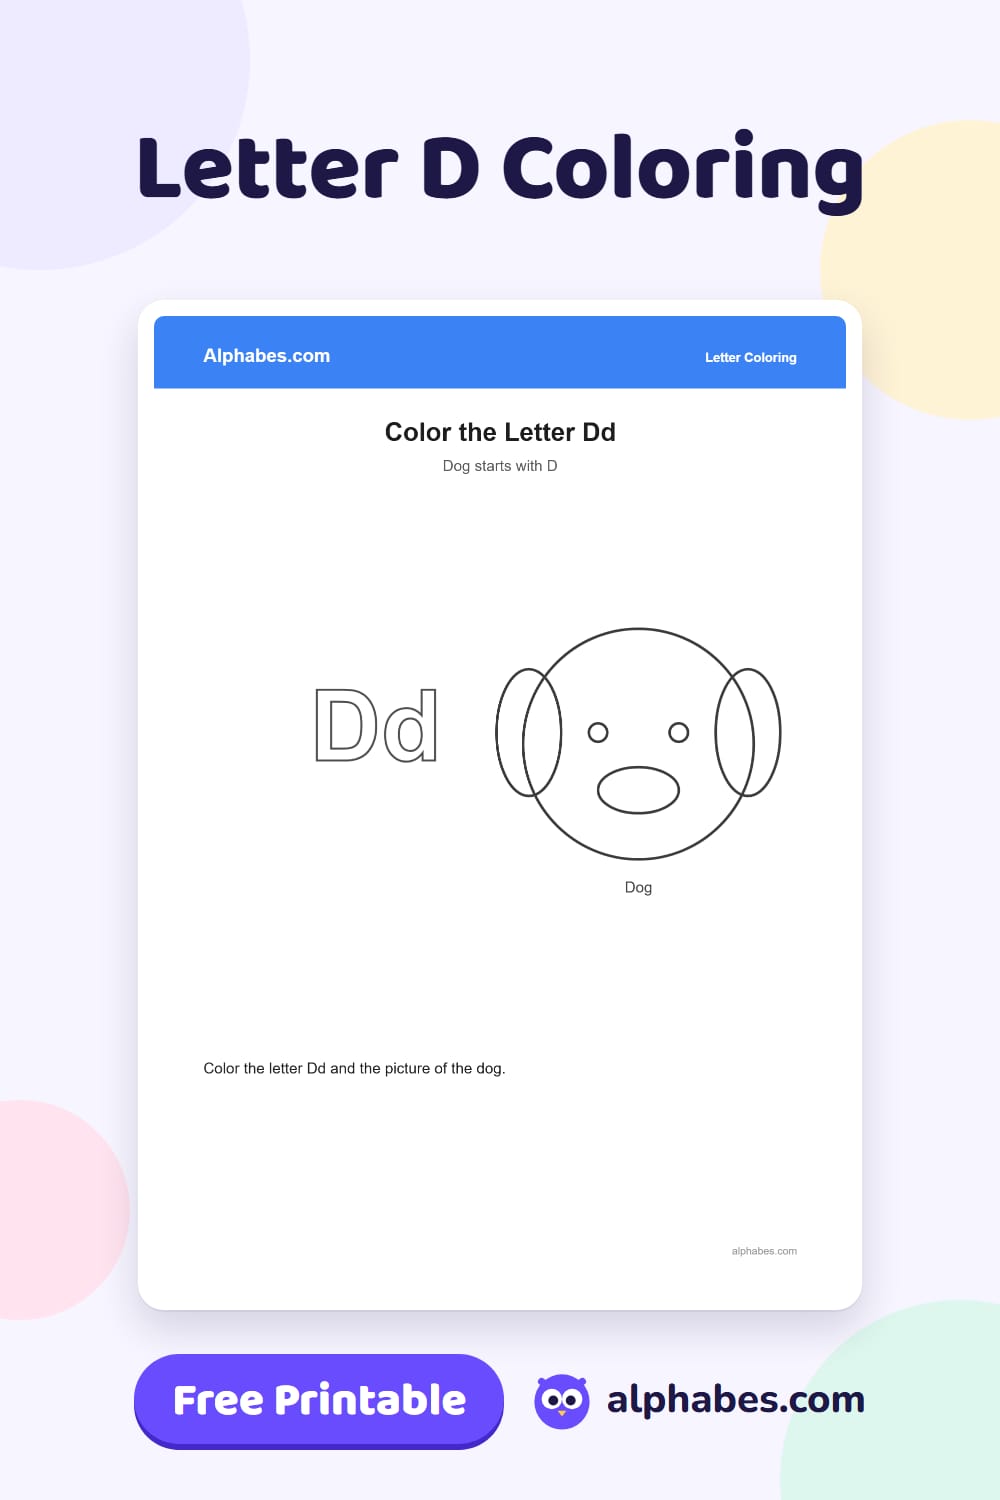 Letter D Coloring
Alphabes.com
Letter Coloring
Color the Letter Dd
Dog starts with D
Dd
Dog
Color the letter Dd and the picture of the dog.
alphabes.com
Free Printable
alphabes.com